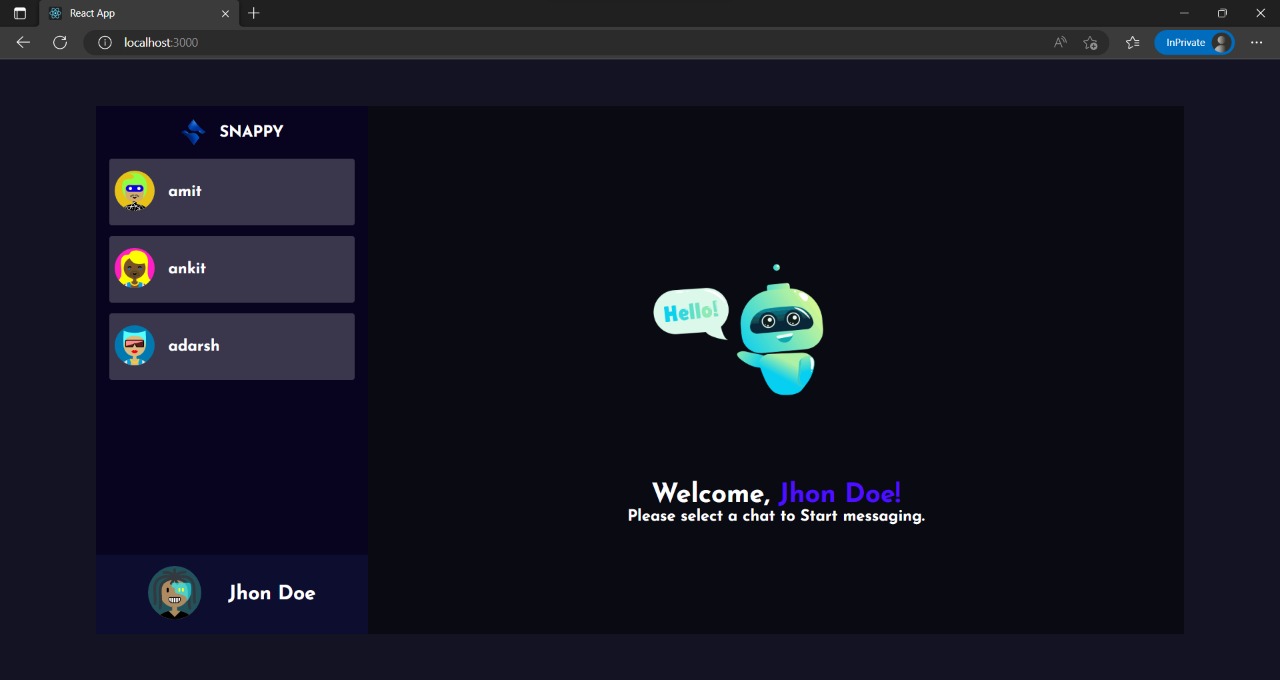 React App
localhost:3000
InPrivate
SNAPPY
amit
ankit
adarsh
Hello!
Welcome, Jhon Doe!
Please select a chat to Start messaging.
Jhon Doe